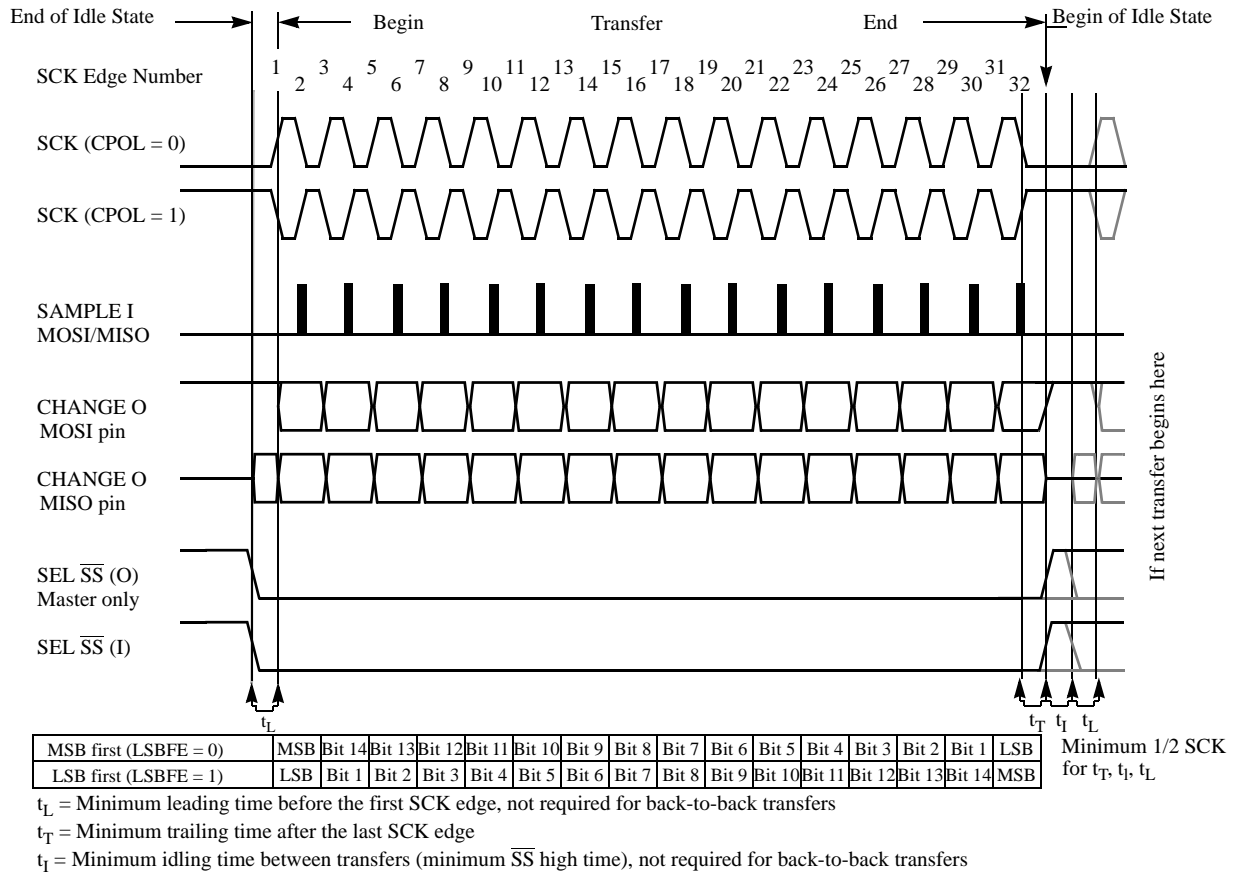 End of Idle State
Begin
Transfer
End
Begin of Idle State
SCK Edge Number
1 3 5 7 9 11 13 15 17 19 21 23 25 27 29 31
2 4 6 8 10 12 14 16 18 20 22 24 26 28 30 32
SCK (CPOL = 0)
SCK (CPOL = 1)
SAMPLE I
MOSI/MISO
CHANGE O
MOSI pin
CHANGE O
MISO pin
SEL S̅S̅ (O)
Master only
SEL S̅S̅ (I)
If next transfer begins here
tL
tT tI tL
MSB first (LSBFE = 0) MSB Bit 14 Bit 13 Bit 12 Bit 11 Bit 10 Bit 9 Bit 8 Bit 7 Bit 6 Bit 5 Bit 4 Bit 3 Bit 2 Bit 1 LSB
LSB first (LSBFE = 1) LSB Bit 1 Bit 2 Bit 3 Bit 4 Bit 5 Bit 6 Bit 7 Bit 8 Bit 9 Bit 10 Bit 11 Bit 12 Bit 13 Bit 14 MSB
Minimum 1/2 SCK
for tT, tl, tL
tL = Minimum leading time before the first SCK edge, not required for back-to-back transfers
tT = Minimum trailing time after the last SCK edge
tI = Minimum idling time between transfers (minimum S̅S̅ high time), not required for back-to-back transfers